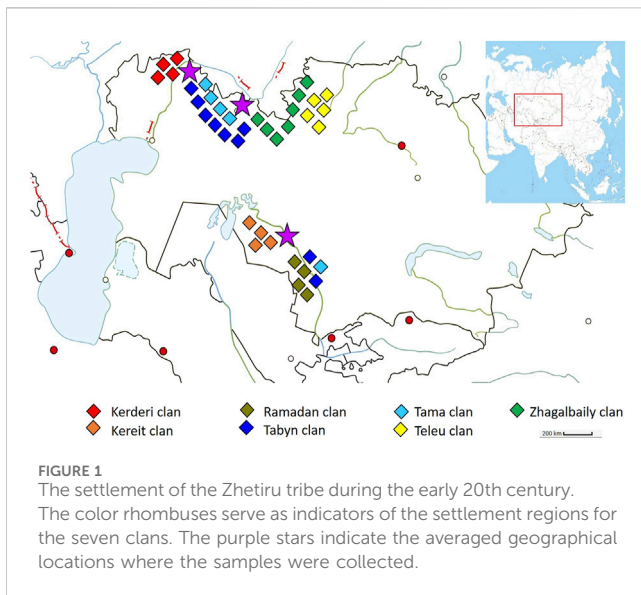 Kerderi clan
Ramadan clan
Tama clan
Zhagalbaily clan
Kereit clan
Tabyn clan
Teleu clan
200 km
FIGURE 1
The settlement of the Zhetiru tribe during the early 20th century.
The color rhombuses serve as indicators of the settlement regions for
the seven clans. The purple stars indicate the averaged geographical
locations where the samples were collected.